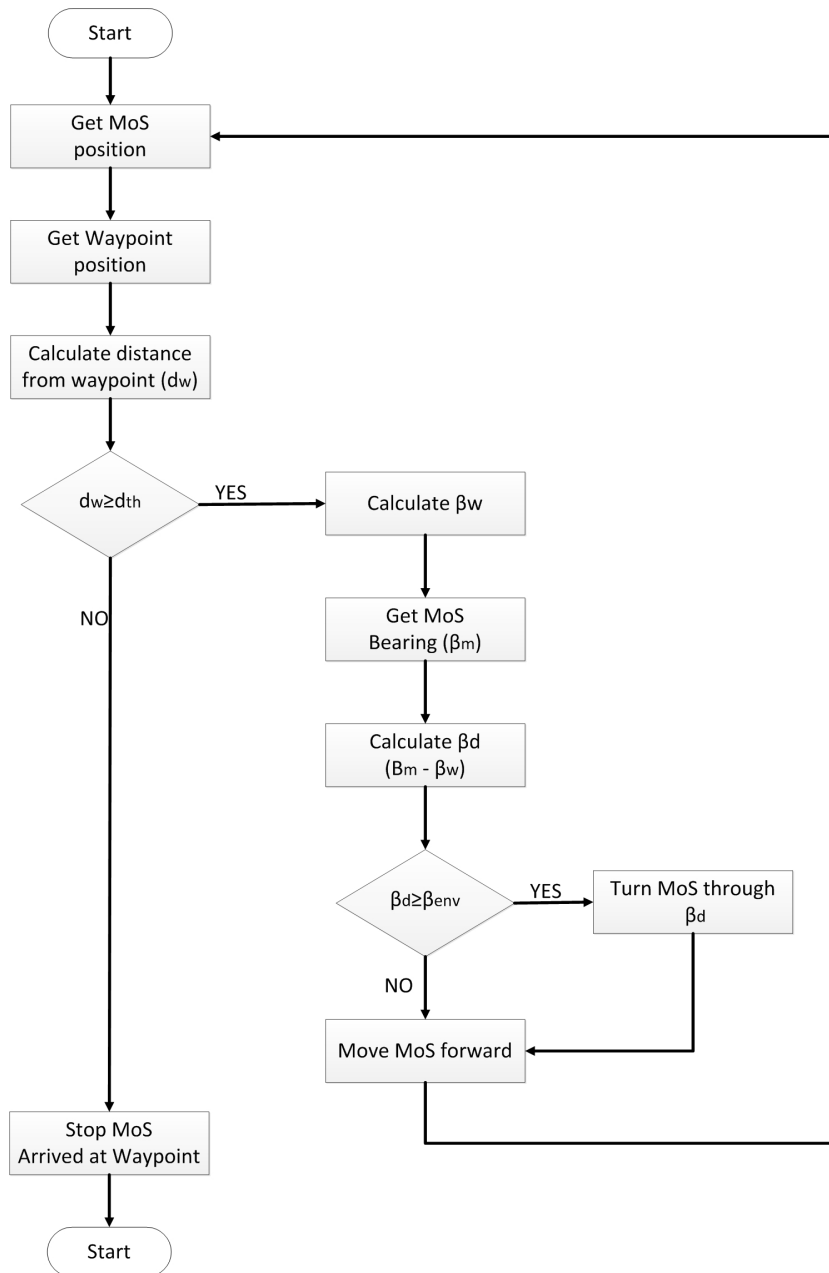 Start
Get MoS
position
Get Waypoint
position
Calculate distance
from waypoint (dw)
dw≥dth
YES
Calculate βw
NO
Get MoS
Bearing (βm)
Calculate βd
(Bm - βw)
βd≥βenv
YES
Turn MoS through
βd
NO
Move MoS forward
Stop MoS
Arrived at Waypoint
Start